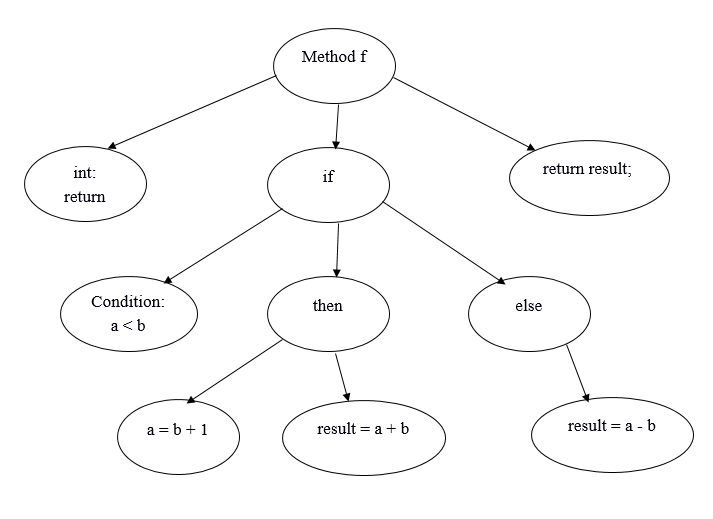 Method f
int:
return
if
return result;
Condition:
a < b
then
else
a = b + 1
result = a + b
result = a - b